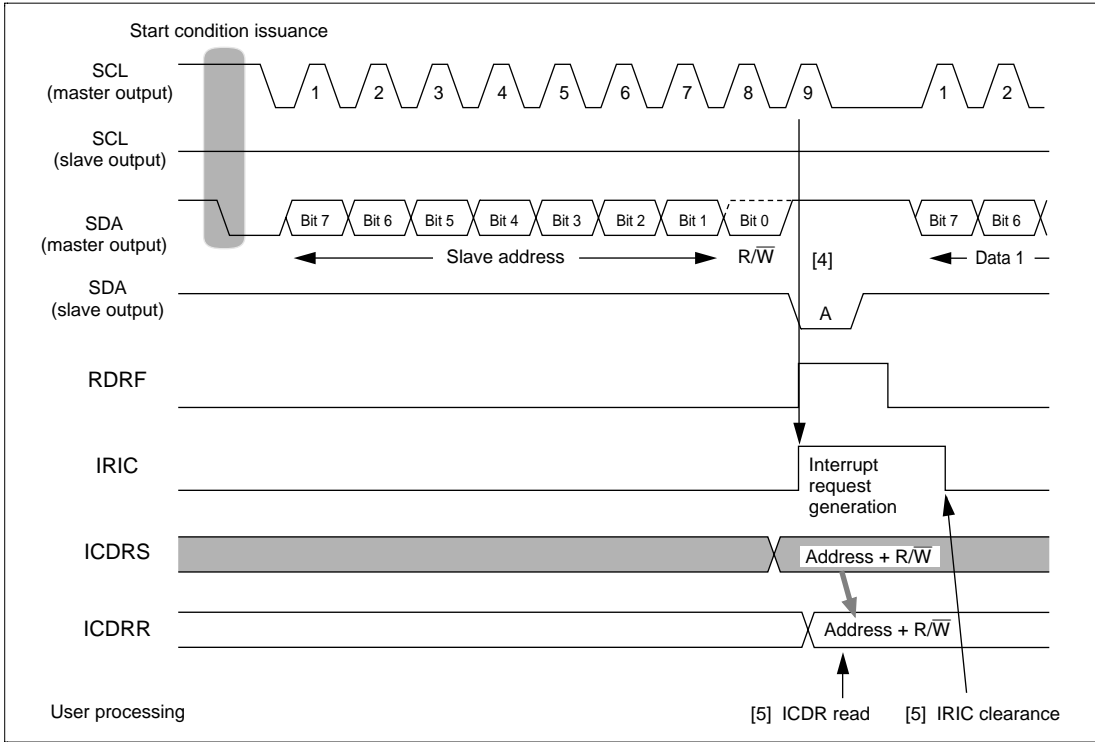 Start condition issuance
SCL
(master output)
1 2 3 4 5 6 7 8 9 1 2
SCL
(slave output)
SDA
(master output)
Bit 7 Bit 6 Bit 5 Bit 4 Bit 3 Bit 2 Bit 1 Bit 0 Bit 7 Bit 6
Slave address R/W̅ [4] Data 1
SDA
(slave output)
A
RDRF
IRIC
Interrupt
request
generation
ICDRS
Address + R/W̅
ICDRR
Address + R/W̅
User processing
[5] ICDR read
[5] IRIC clearance